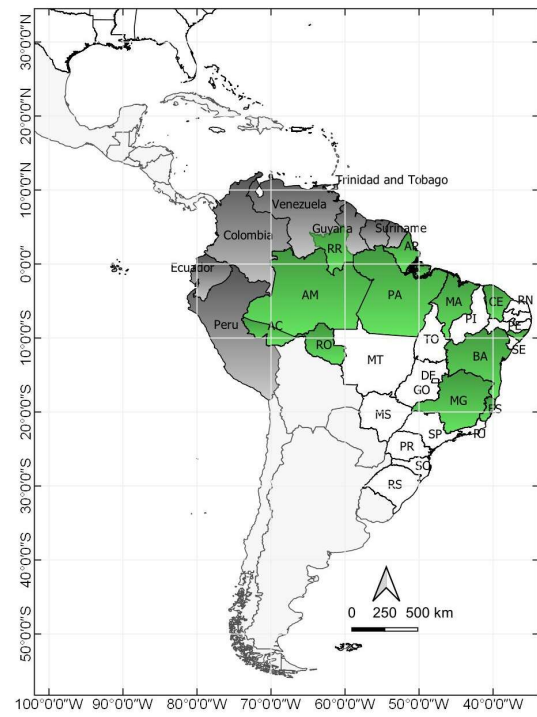 30°0'0"N
20°0'0"N
10°0'0"N
0°0'0"
10°0'0"S
20°0'0"S
30°0'0"S
40°0'0"S
50°0'0"S
Trinidad and Tobago
Venezuela
Guyana Suriname
Colombia
RR AR
Ecuador
AM PA MA CE RN
Peru AC PI PE
RO TO BA SE
MT DF
GO
MG ES
MS SP RJ
PR
SC
RS
0 250 500 km
100°0'0"W 90°0'0"W 80°0'0"W 70°0'0"W 60°0'0"W 50°0'0"W 40°0'0"W